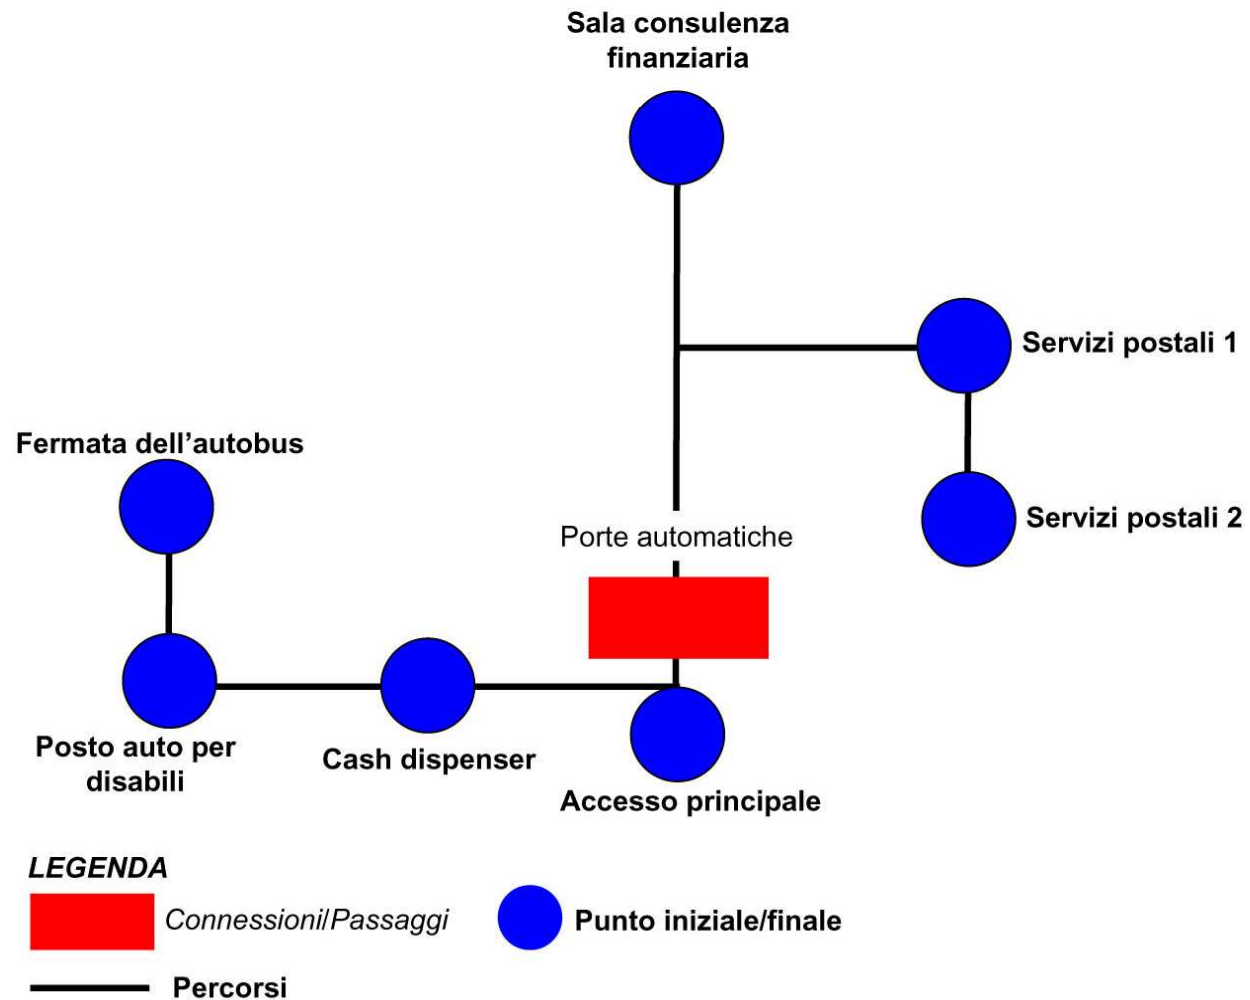 Sala consulenza
finanziaria
Servizi postali 1
Fermata dell’autobus
Servizi postali 2
Porte automatiche
Posto auto per
disabili
Cash dispenser
Accesso principale
LEGENDA
Connessioni/Passaggi
Punto iniziale/finale
Percorsi